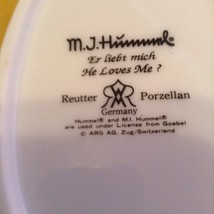 M.J.Hummel®
Er liebt mich
He Loves Me ?
Reutter Porzellan
Germany
Hummel® and M.I. Hummel®
are used under License from Goebel
© ARS AG, Zug/Switzerland